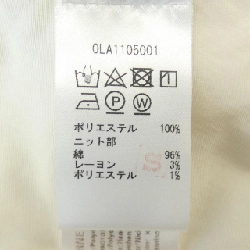 OLA1105001
P W
ポリエステル 100%
ニット部
綿 96%
レーヨン 3%
ポリエステル 1%
S